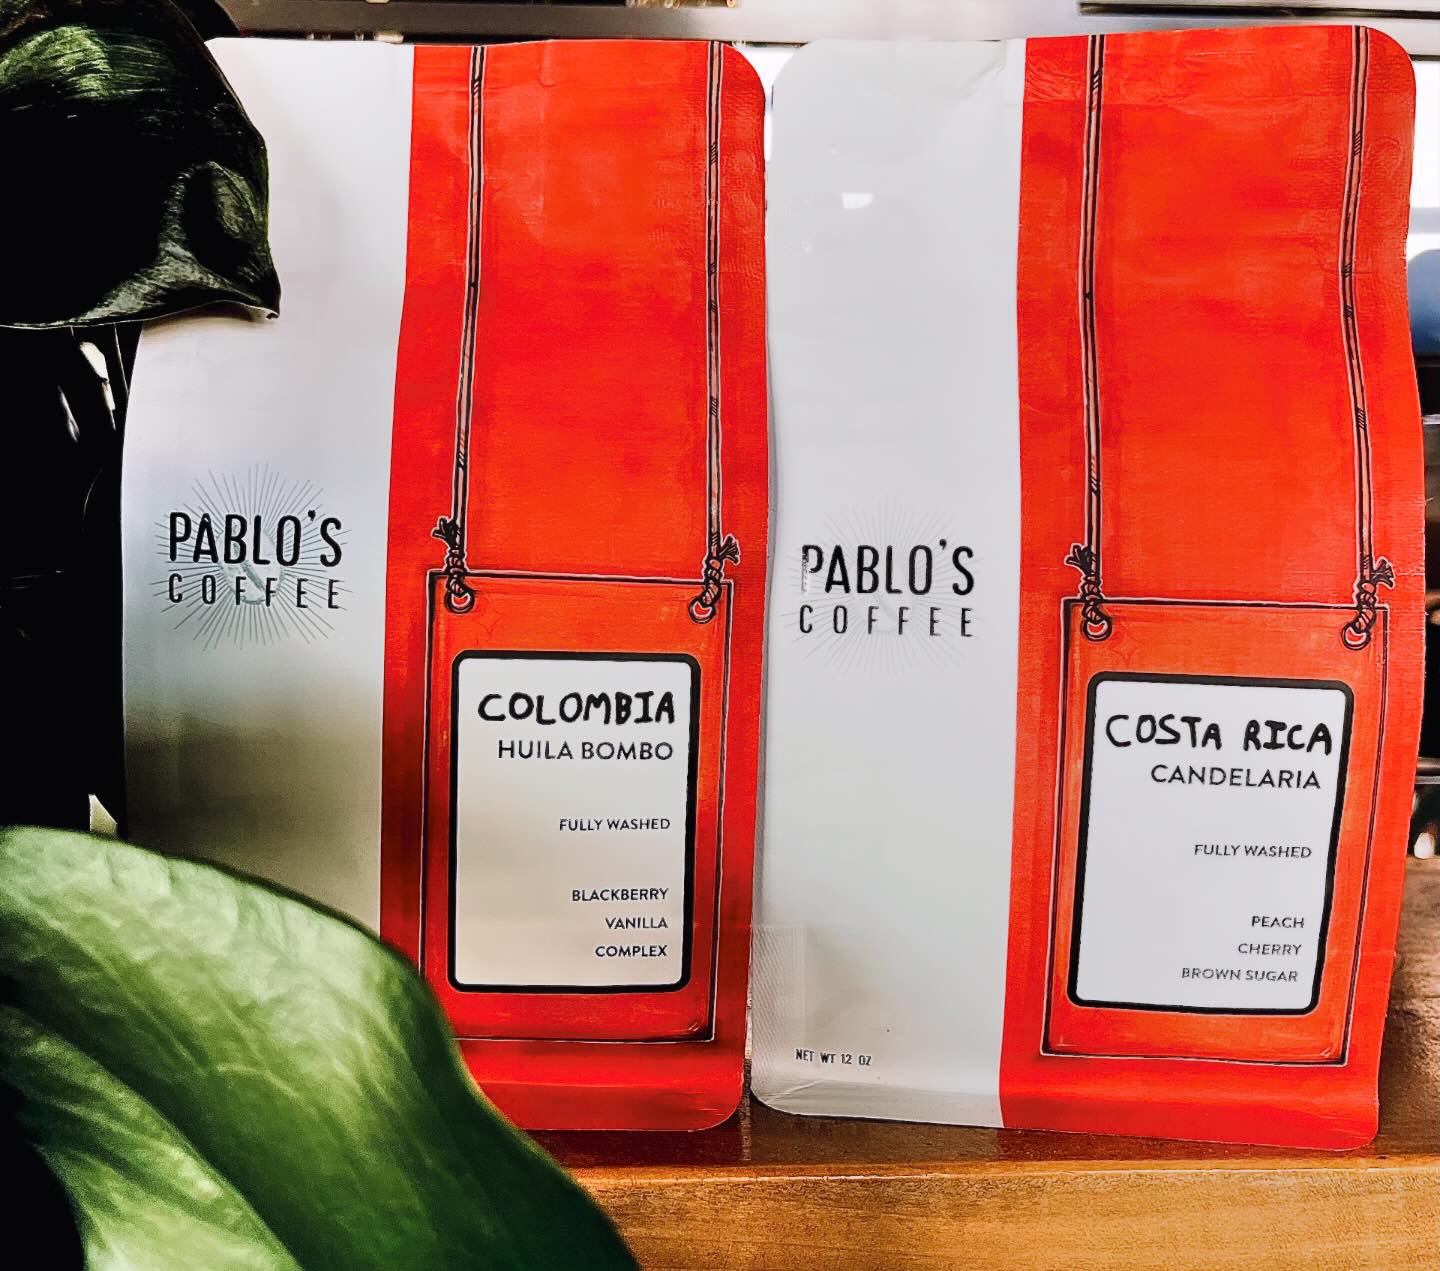 PABLO'S
COFFEE
COLOMBIA
HUILA BOMBO
FULLY WASHED
BLACKBERRY
VANILLA
COMPLEX
PABLO'S
COFFEE
NET WT 12 OZ
COSTA RICA
CANDELARIA
FULLY WASHED
PEACH
CHERRY
BROWN SUGAR